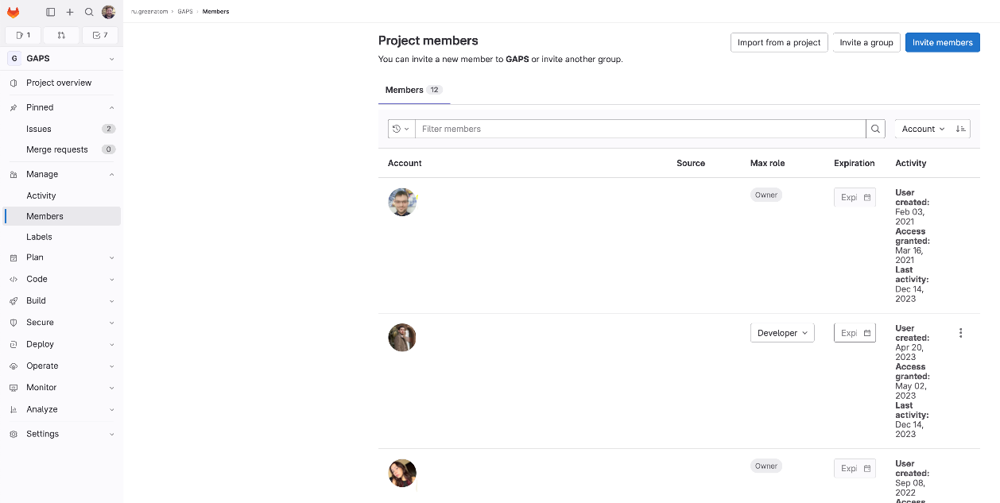 ru.greenatom › GAPS › Members
1
7
G GAPS
Project overview
Pinned
Issues 2
Merge requests 0
Manage
Activity
Members
Labels
Plan
Code
Build
Secure
Deploy
Operate
Monitor
Analyze
Settings
Project members
You can invite a new member to GAPS or invite another group.
Import from a project
Invite a group
Invite members
Members 12
Filter members
Account
Account Source Max role Expiration Activity
Owner
Expi
User
created:
Feb 03,
2021
Access
granted:
Mar 16,
2021
Last
activity:
Dec 14,
2023
Developer
Expi
User
created:
Apr 20,
2023
Access
granted:
May 02,
2023
Last
activity:
Dec 14,
2023
Owner
Expi
User
created:
Sep 08,
2022
Access